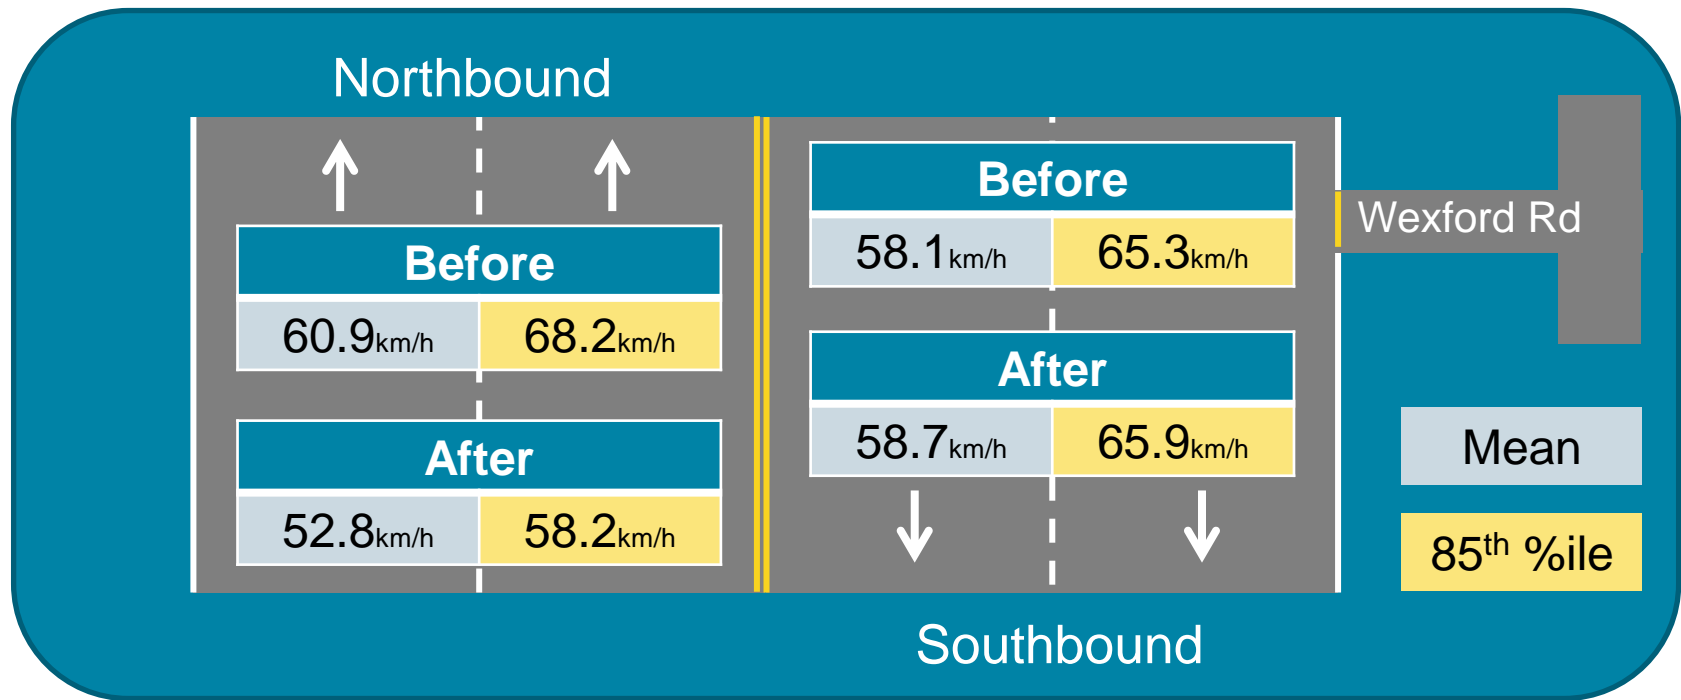 Northbound
Before
60.9km/h 68.2km/h
After
52.8km/h 58.2km/h
Before
58.1km/h 65.3km/h
After
58.7km/h 65.9km/h
Southbound
Wexford Rd
Mean
85th %ile